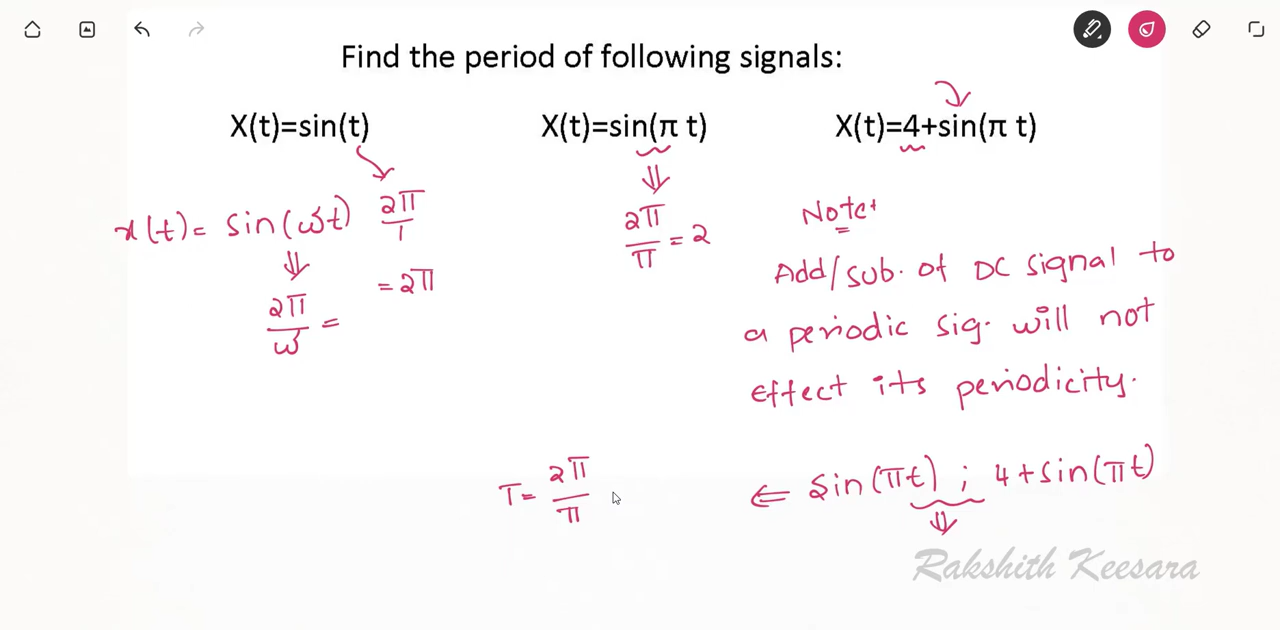 Find the period of following signals:
X(t)=sin(t)
X(t)=sin(π t)
X(t)=4+sin(π t)
x(t)= sin(ωt)
2π/ω =
2π/1
= 2π
2π/π = 2
Note:
Add/sub. of DC signal to
a periodic sig. will not
effect its periodicity.
⇐ sin(πt) ; 4+sin(πt)
T= 2π/π
Rakshith Keesara